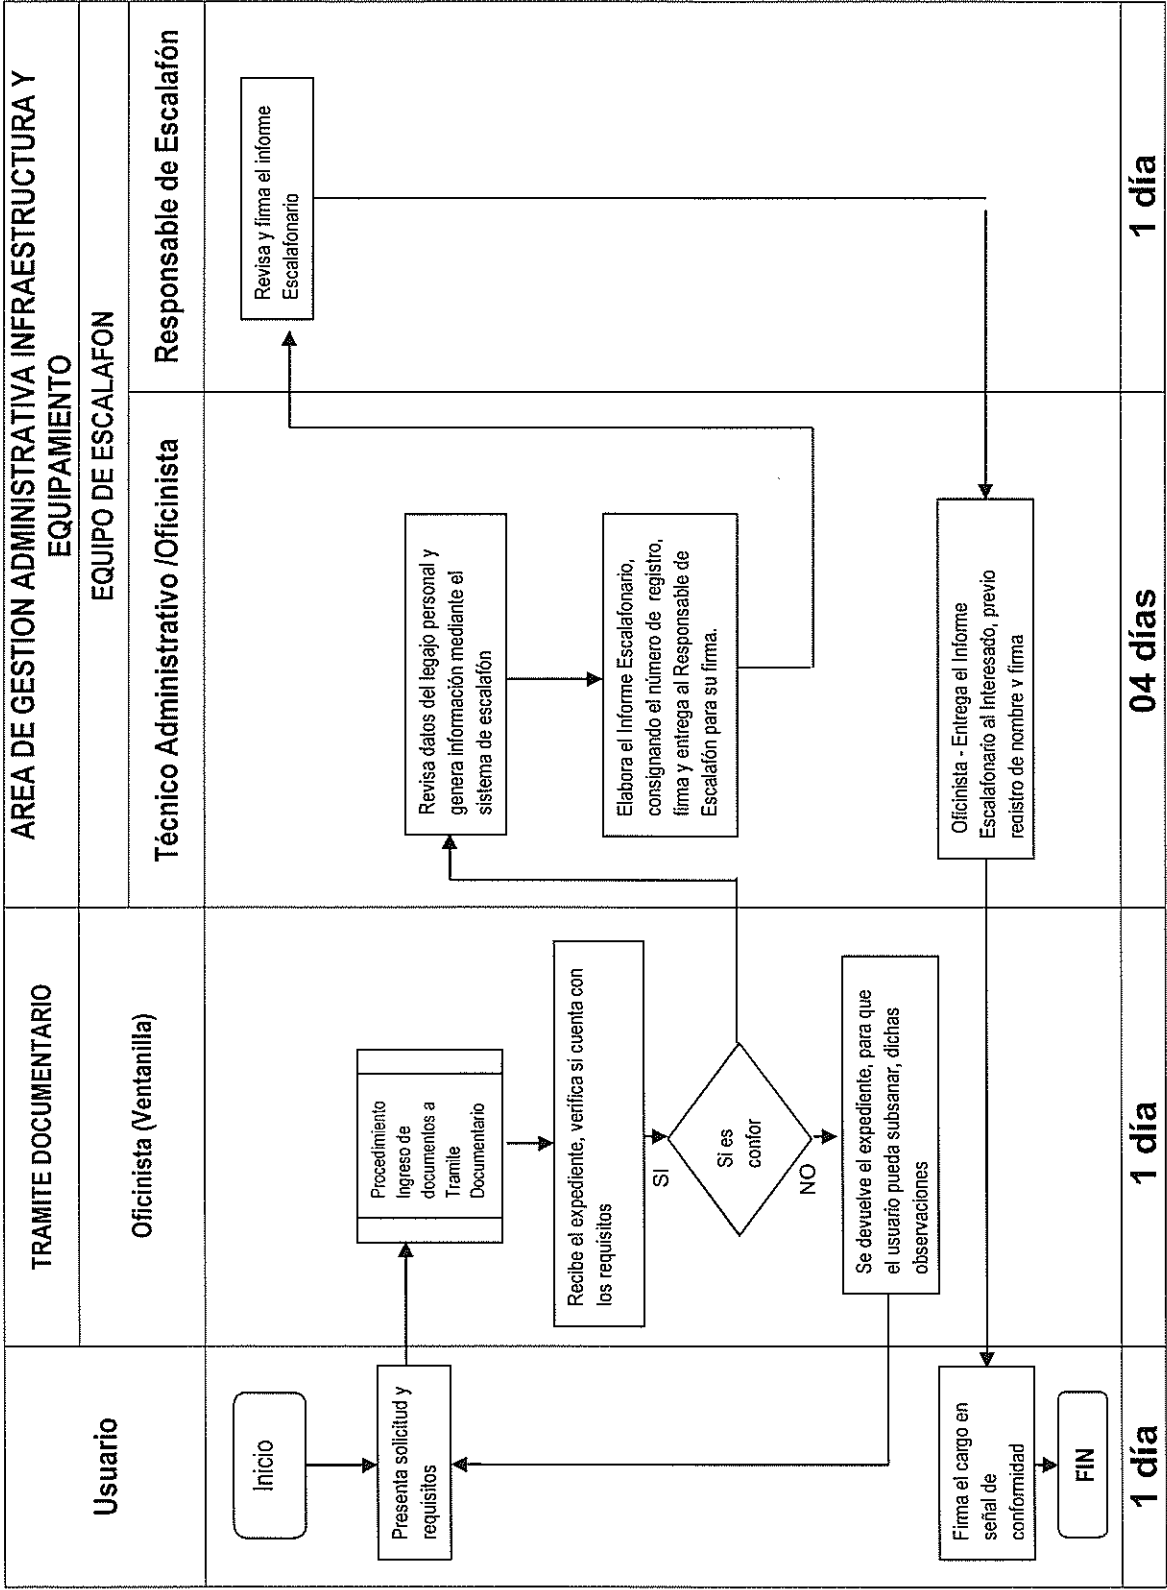 AREA DE GESTION ADMINISTRATIVA INFRAESTRUCTURA Y
EQUIPAMIENTO
TRAMITE DOCUMENTARIO
EQUIPO DE ESCALAFON
Usuario
Oficinista (Ventanilla)
Técnico Administrativo /Oficinista
Responsable de Escalafón
Inicio
Presenta solicitud y
requisitos
Procedimiento
Ingreso de
documentos a
Tramite
Documentario
Recibe el expediente, verifica si cuenta con
los requisitos
SI
Si es
confor
NO
Se devuelve el expediente, para que
el usuario pueda subsanar, dichas
observaciones
Revisa datos del legajo personal y
genera información mediante el
sistema de escalafón
Elabora el Informe Escalafonario,
consignando el número de registro,
firma y entrega al Responsable de
Escalafón para su firma.
Revisa y firma el informe
Escalafonario
Oficinista - Entrega el Informe
Escalafonario al Interesado, previo
registro de nombre y firma
Firma el cargo en
señal de
conformidad
FIN
1 día
1 día
04 días
1 día